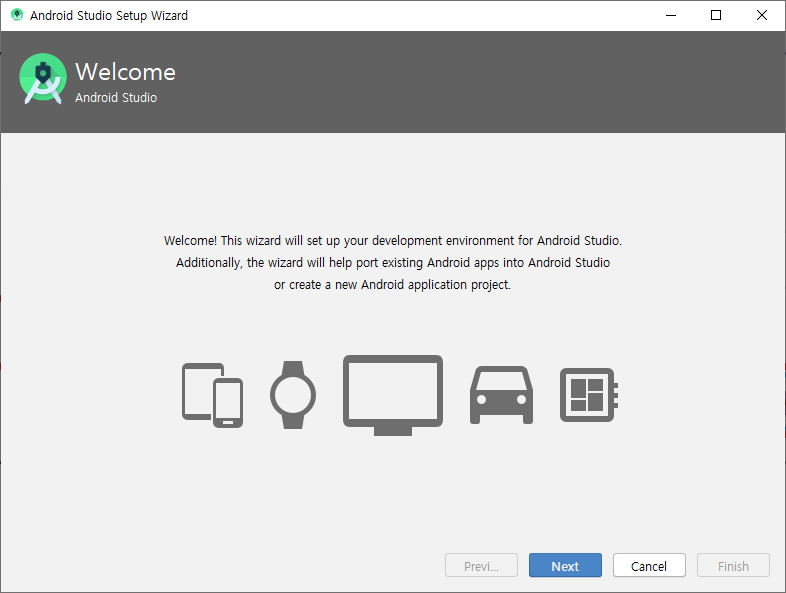 Android Studio Setup Wizard
Welcome
Android Studio
Welcome! This wizard will set up your development environment for Android Studio.
Additionally, the wizard will help port existing Android apps into Android Studio
or create a new Android application project.
Previ...
Next
Cancel
Finish